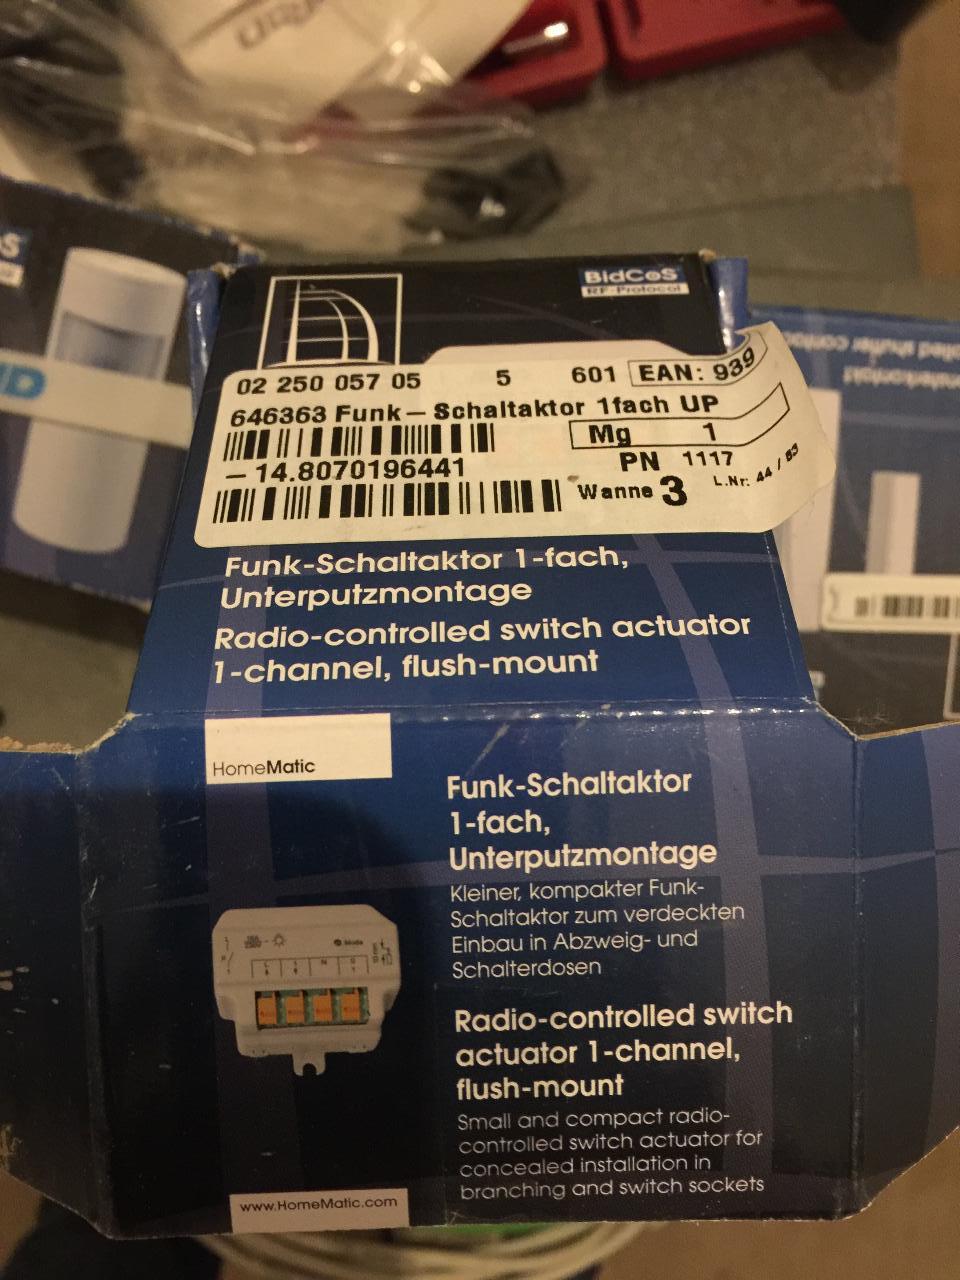 BidCoS
RF-Protocol
02 250 057 05 5 601 EAN: 939
646363 Funk-Schaltaktor 1fach UP
Mg 1
- 14.8070196441
PN 1117
Wanne 3
L.Nr: 44 / 53
Funk-Schaltaktor 1-fach,
Unterputzmontage
Radio-controlled switch actuator
1-channel, flush-mount
HomeMatic
Funk-Schaltaktor
1-fach,
Unterputzmontage
Kleiner, kompakter Funk-
Schaltaktor zum verdeckten
Einbau in Abzweig- und
Schalterdosen
Radio-controlled switch
actuator 1-channel,
flush-mount
Small and compact radio-
controlled switch actuator for
concealed installation in
branching and switch sockets
www.HomeMatic.com